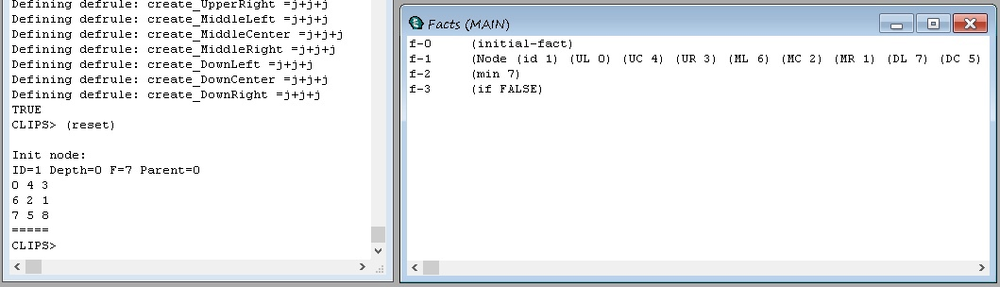 Defining defrule: create_UpperRight =j+j+j
Defining defrule: create_MiddleLeft =j+j+j
Defining defrule: create_MiddleCenter =j+j+j
Defining defrule: create_MiddleRight =j+j+j
Defining defrule: create_DownLeft =j+j+j
Defining defrule: create_DownCenter =j+j+j
Defining defrule: create_DownRight =j+j+j
TRUE
CLIPS> (reset)
Init node:
ID=1 Depth=0 F=7 Parent=0
0 4 3
6 2 1
7 5 8
=====
CLIPS>
Facts (MAIN)
f-0 (initial-fact)
f-1 (Node (id 1) (UL 0) (UC 4) (UR 3) (ML 6) (MC 2) (MR 1) (DL 7) (DC 5)
f-2 (min 7)
f-3 (if FALSE)